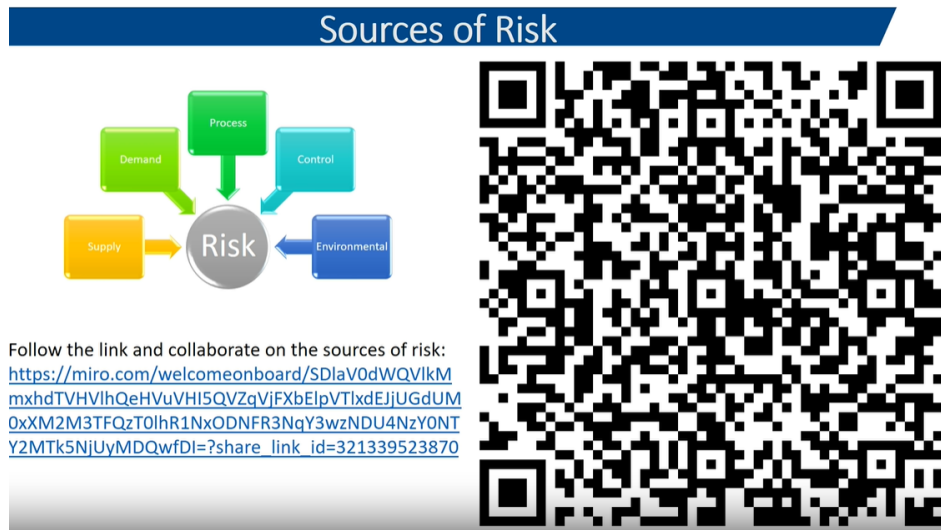 Sources of Risk
Process
Demand
Control
Supply
Risk
Environmental
Follow the link and collaborate on the sources of risk:
https://miro.com/welcomeonboard/SDlaV0dWQVlkM
mxhdTVHVlhQeHVuVHI5QVZqVjFXbElpVTlxdEJjUGdUM
0xXM2M3TFQzT0lhR1NxODNFR3NqY3wzNDU4NzY0NT
Y2MTk5NjUyMDQwfDI=?share_link_id=321339523870